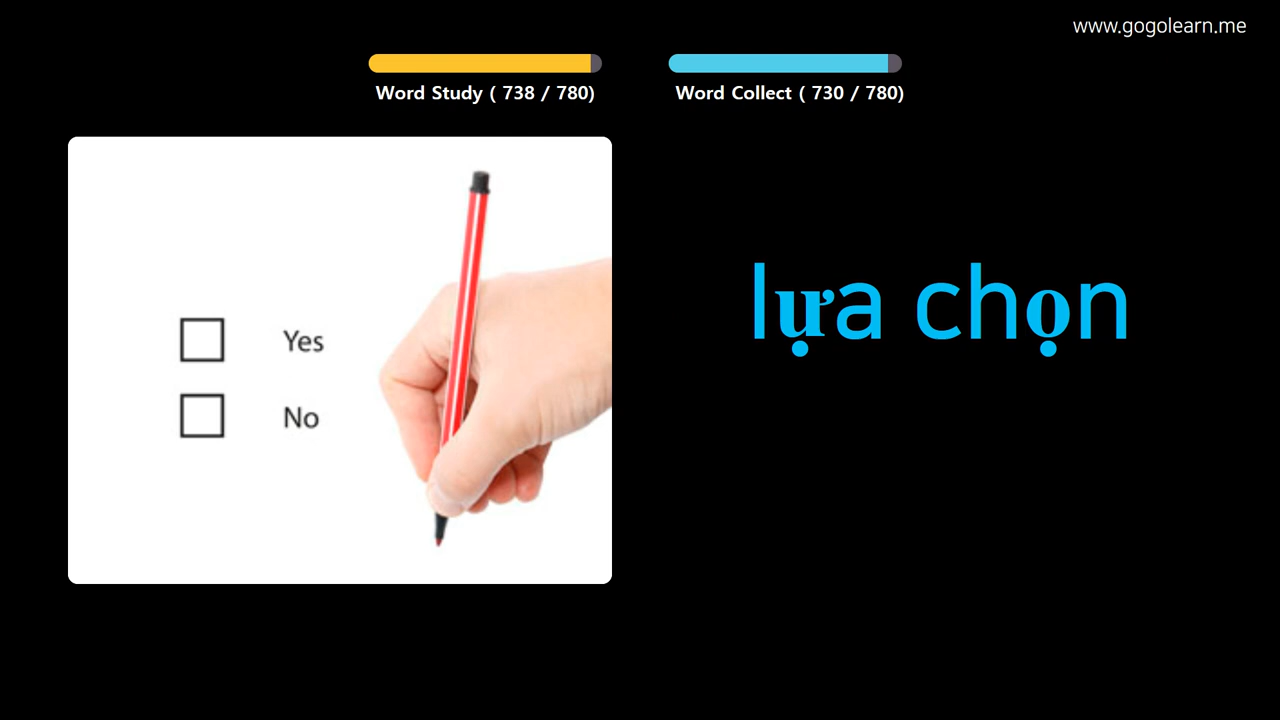 www.gogolearn.me
Word Study ( 738 / 780)
Word Collect ( 730 / 780)
Yes
No
lựa chọn